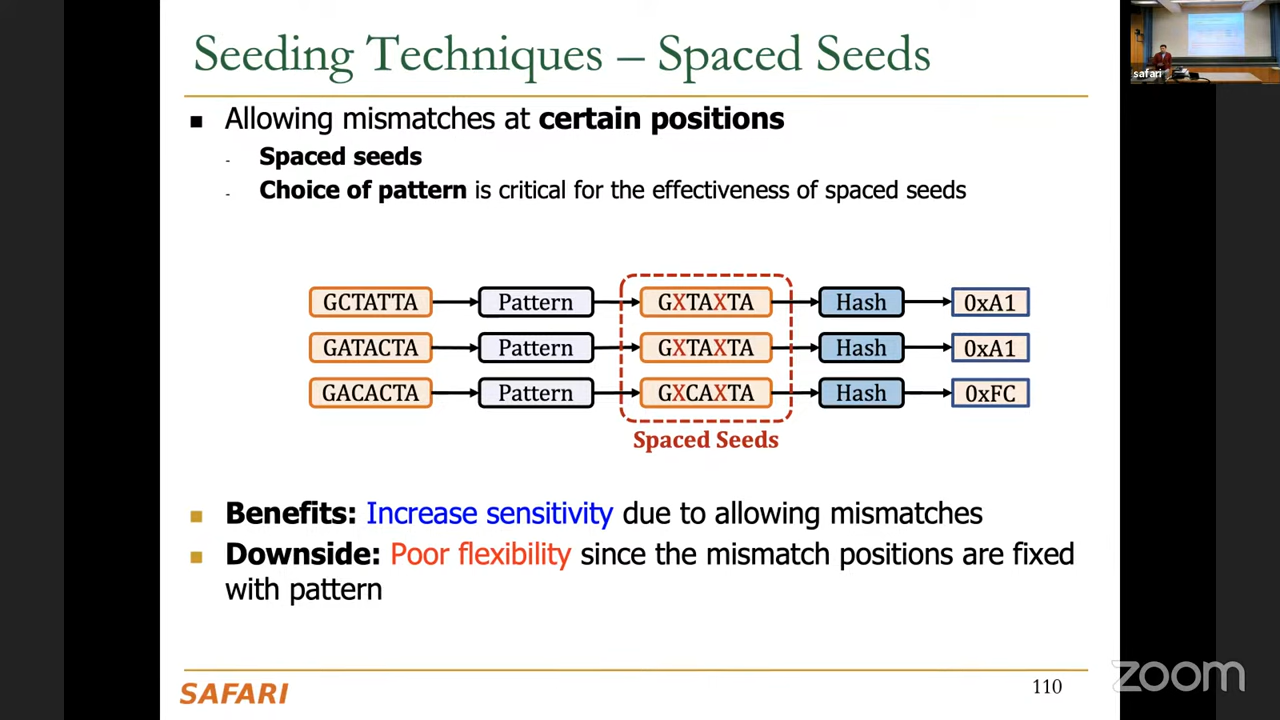 Seeding Techniques – Spaced Seeds
safari
Allowing mismatches at certain positions
- Spaced seeds
- Choice of pattern is critical for the effectiveness of spaced seeds
GCTATTA Pattern GXTAXTA Hash 0xA1
GATACTA Pattern GXTAXTA Hash 0xA1
GACACTA Pattern GXCAXTA Hash 0xFC
Spaced Seeds
Benefits: Increase sensitivity due to allowing mismatches
Downside: Poor flexibility since the mismatch positions are fixed
with pattern
SAFARI
110
zoom